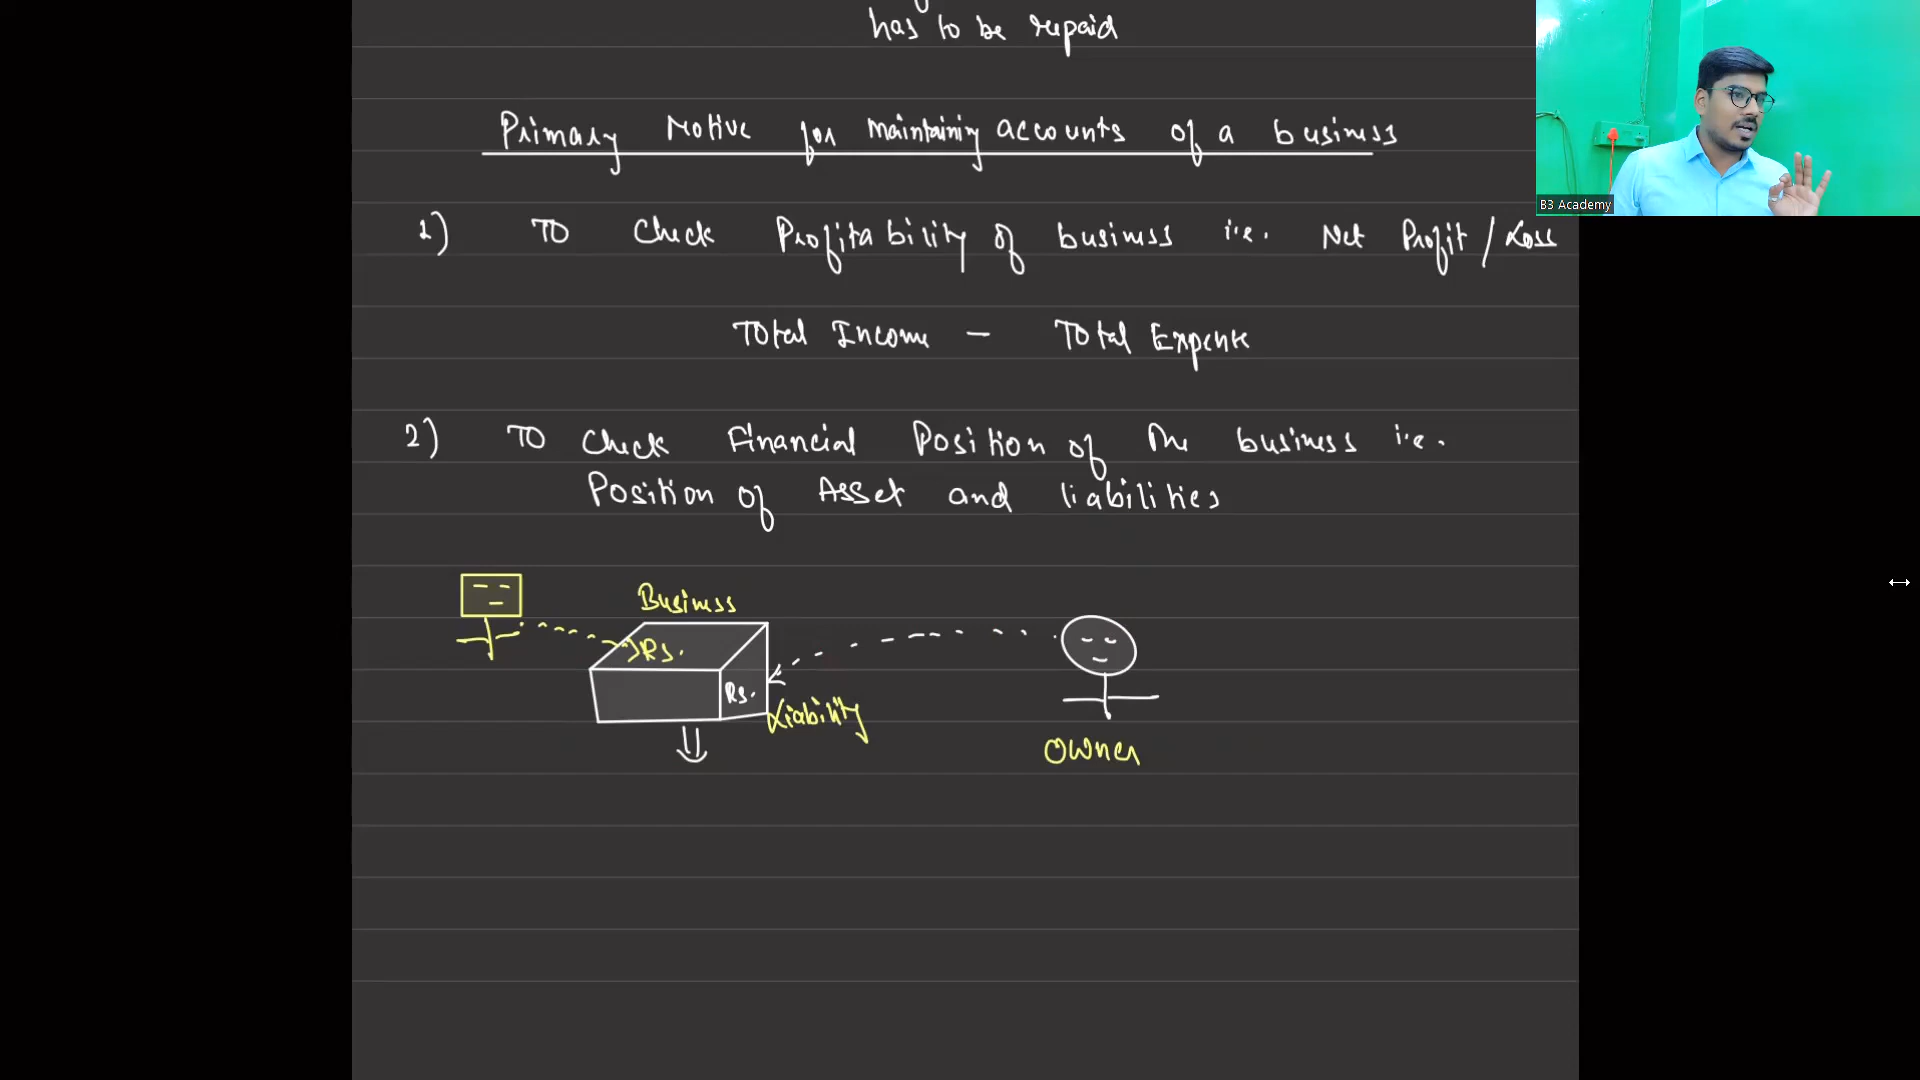 has to be repaid
Primary Motive for maintaining accounts of a business
B3 Academy
1) To Check Profitability of business i.e. Net Profit / Loss
Total Income - Total Expense
2) To Check Financial Position of the business i.e.
Position of Asset and liabilities
Business
Rs.
Rs.
Liability
Owner